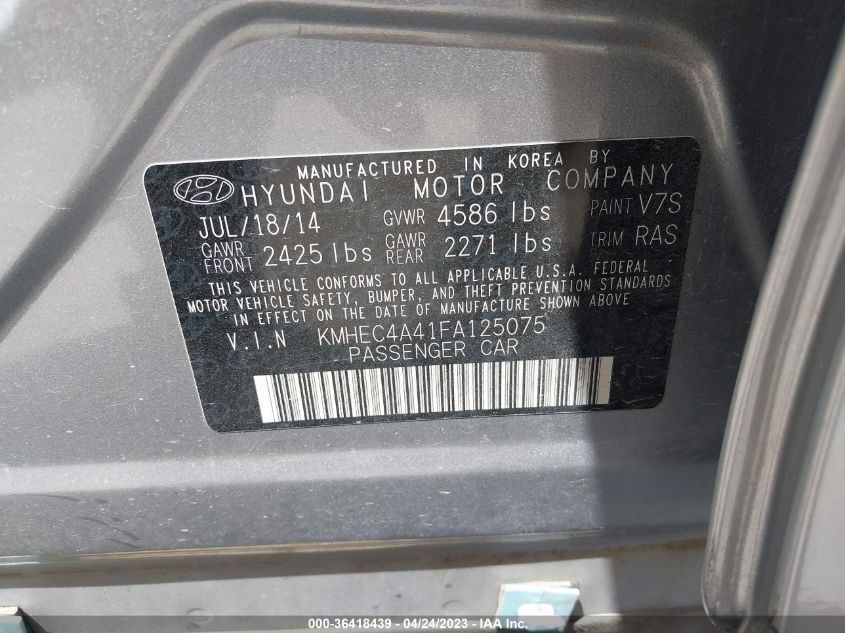 MANUFACTURED IN KOREA BY
HYUNDAI MOTOR COMPANY
JUL/18/14 GVWR 4586 lbs PAINT V7S
GAWR FRONT 2425 lbs GAWR REAR 2271 lbs TRIM RAS
THIS VEHICLE CONFORMS TO ALL APPLICABLE U.S.A. FEDERAL
MOTOR VEHICLE SAFETY, BUMPER, AND THEFT PREVENTION STANDARDS
IN EFFECT ON THE DATE OF MANUFACTURE SHOWN ABOVE
V.I.N KMHEC4A41FA125075
PASSENGER CAR
000-36418439 - 04/24/2023 - IAA Inc.